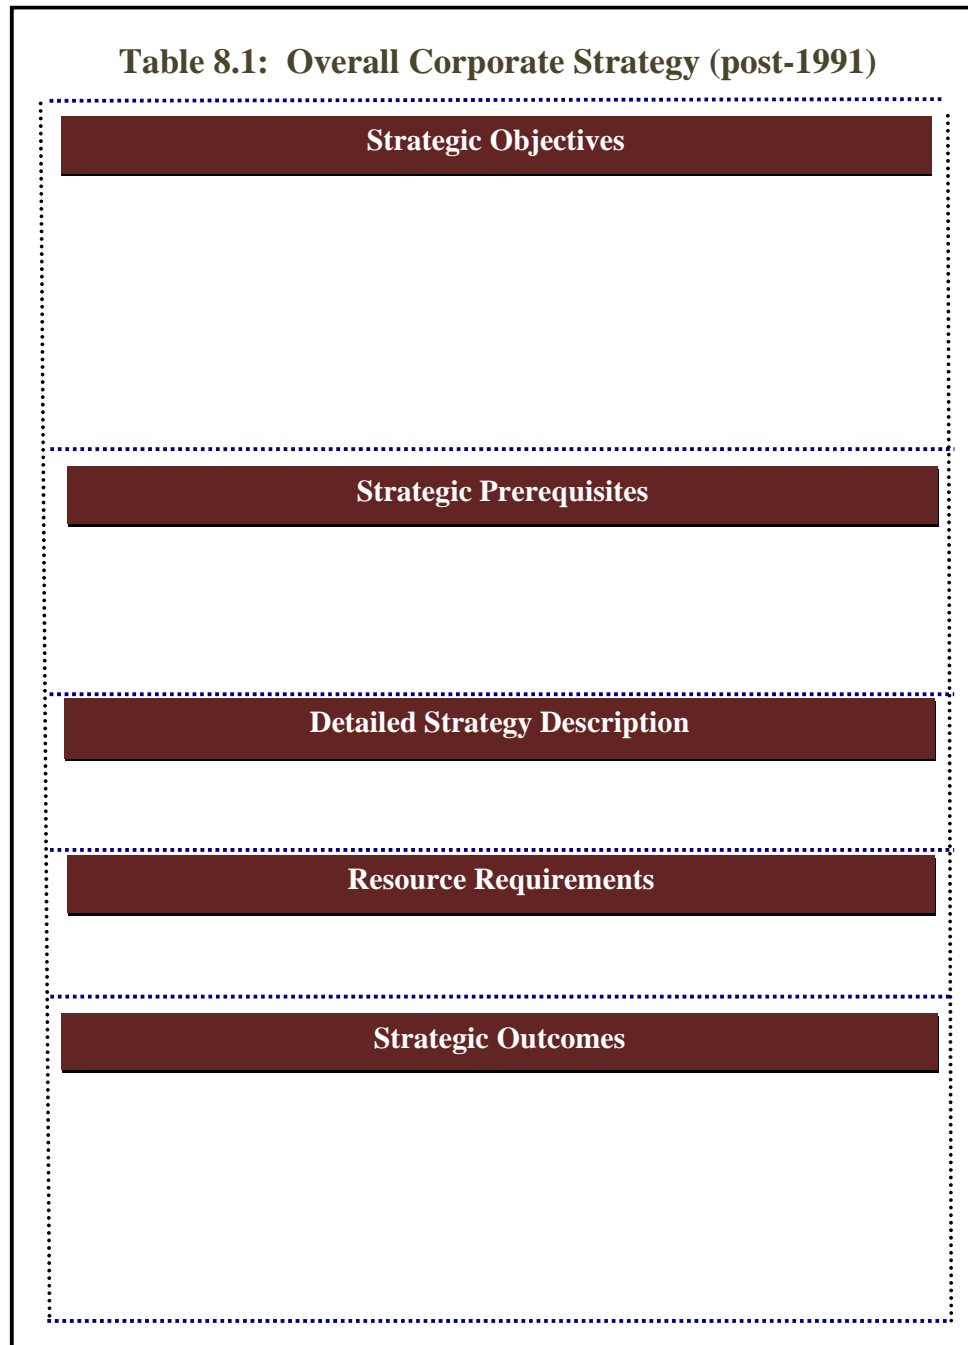 Table 8.1: Overall Corporate Strategy (post-1991)
Strategic Objectives
Strategic Prerequisites
Detailed Strategy Description
Resource Requirements
Strategic Outcomes